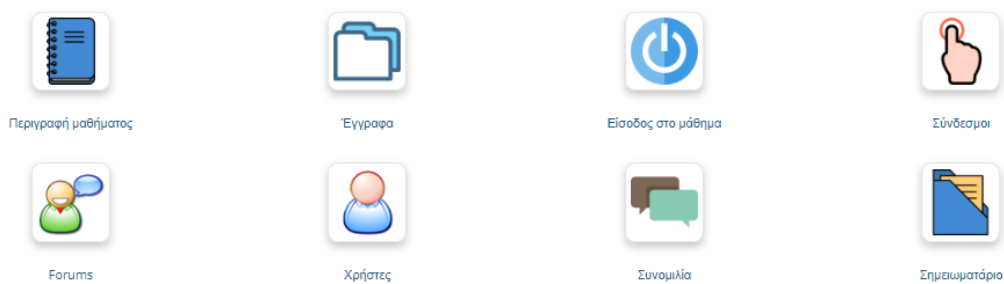 Περιγραφή μαθήματος
Έγγραφα
Είσοδος στο μάθημα
Σύνδεσμοι
Forums
Χρήστες
Συνομιλία
Σημειωματάριο